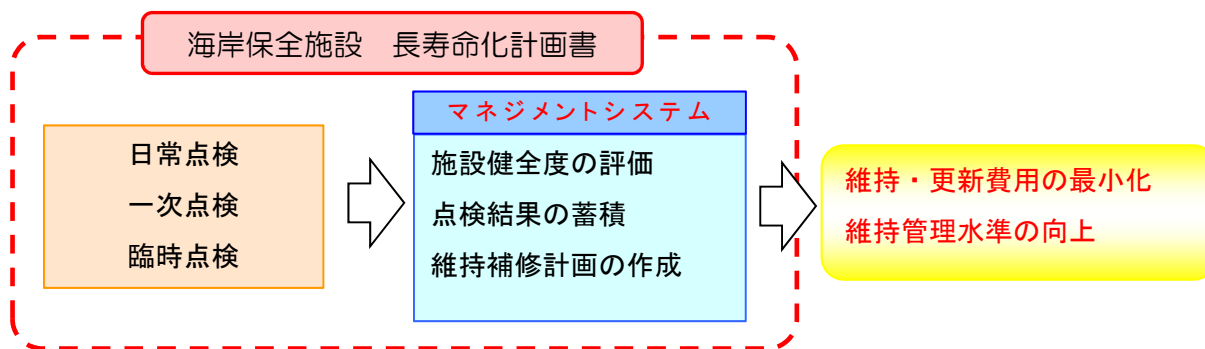 海岸保全施設　長寿命化計画書
日常点検
一次点検
臨時点検
マネジメントシステム
施設健全度の評価
点検結果の蓄積
維持補修計画の作成
維持・更新費用の最小化
維持管理水準の向上